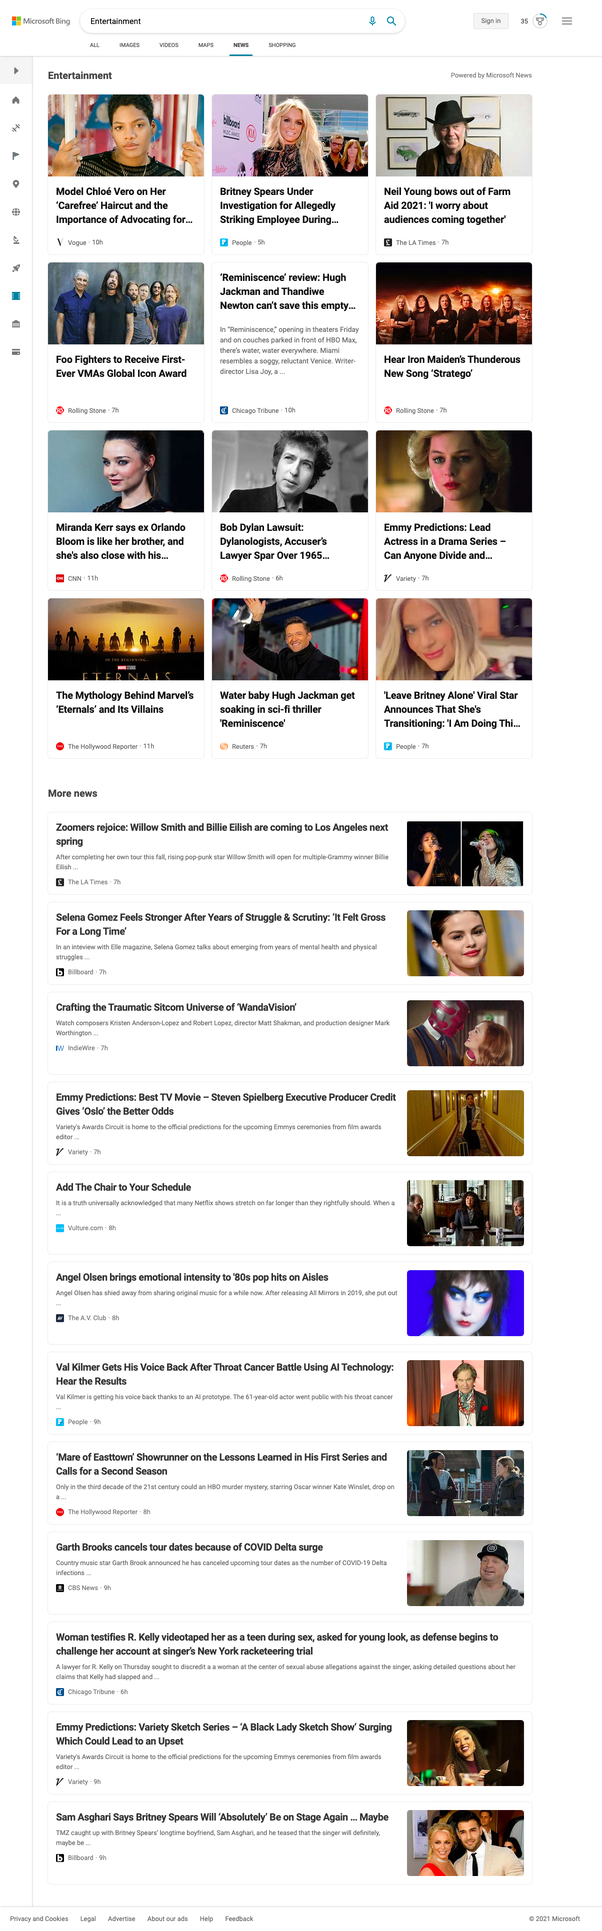 Microsoft Bing
Entertainment
Sign in
35
ALL
IMAGES
VIDEOS
MAPS
NEWS
SHOPPING
Entertainment
Powered by Microsoft News
Model Chloé Vero on Her
‘Carefree’ Haircut and the
Importance of Advocating for...
Vogue · 10h
Britney Spears Under
Investigation for Allegedly
Striking Employee During...
People · 5h
Neil Young bows out of Farm
Aid 2021: 'I worry about
audiences coming together'
The LA Times · 7h
Foo Fighters to Receive First-
Ever VMAs Global Icon Award
Rolling Stone · 7h
‘Reminiscence’ review: Hugh
Jackman and Thandiwe
Newton can’t save this empty...
In “Reminiscence,” opening in theaters Friday
and on couches parked in front of HBO Max,
there’s water, water everywhere. Miami
resembles a soggy, reluctant Venice. Writer-
director Lisa Joy, a ...
Chicago Tribune · 10h
Hear Iron Maiden’s Thunderous
New Song ‘Stratego’
Rolling Stone · 7h
Miranda Kerr says ex Orlando
Bloom is like her brother, and
she's also close with his...
CNN · 11h
Bob Dylan Lawsuit:
Dylanologists, Accuser’s
Lawyer Spar Over 1965...
Rolling Stone · 6h
Emmy Predictions: Lead
Actress in a Drama Series –
Can Anyone Divide and...
Variety · 7h
IN THE BEGINNING...
ETERNALS
The Mythology Behind Marvel’s
‘Eternals’ and Its Villains
The Hollywood Reporter · 11h
Water baby Hugh Jackman get
soaking in sci-fi thriller
'Reminiscence'
Reuters · 7h
'Leave Britney Alone' Viral Star
Announces That She's
Transitioning: 'I Am Doing Thi...
People · 7h
More news
Zoomers rejoice: Willow Smith and Billie Eilish are coming to Los Angeles next
spring
After completing her own tour this fall, rising pop-punk star Willow Smith will open for multiple-Grammy winner Billie
Eilish ...
The LA Times · 7h
Selena Gomez Feels Stronger After Years of Struggle & Scrutiny: ‘It Felt Gross
For a Long Time’
In an inteview with Elle magazine, Selena Gomez talks about emerging from years of mental health and physical
struggles ...
Billboard · 7h
Crafting the Traumatic Sitcom Universe of ‘WandaVision’
Watch composers Kristen Anderson-Lopez and Robert Lopez, director Matt Shakman, and production designer Mark
Worthington ...
IndieWire · 7h
Emmy Predictions: Best TV Movie – Steven Spielberg Executive Producer Credit
Gives ‘Oslo’ the Better Odds
Variety's Awards Circuit is home to the official predictions for the upcoming Emmys ceremonies from film awards
editor ...
Variety · 7h
Add The Chair to Your Schedule
It is a truth universally acknowledged that many Netflix shows stretch on far longer than they rightfully should. When a
...
Vulture.com · 8h
Angel Olsen brings emotional intensity to '80s pop hits on Aisles
Angel Olsen has shied away from sharing original music for a while now. After releasing All Mirrors in 2019, she put out
...
The A.V. Club · 8h
Val Kilmer Gets His Voice Back After Throat Cancer Battle Using AI Technology:
Hear the Results
Val Kilmer is getting his voice back thanks to an AI prototype. The 61-year-old actor went public with his throat cancer
...
People · 9h
‘Mare of Easttown’ Showrunner on the Lessons Learned in His First Series and
Calls for a Second Season
Only in the third decade of the 21st century could an HBO murder mystery, starring Oscar winner Kate Winslet, drop on
a ...
The Hollywood Reporter · 8h
Garth Brooks cancels tour dates because of COVID Delta surge
Country music star Garth Brook announced he has canceled upcoming tour dates as the number of COVID-19 Delta
infections ...
CBS News · 9h
Woman testifies R. Kelly videotaped her as a teen during sex, asked for young look, as defense begins to
challenge her account at singer’s New York racketeering trial
A lawyer for R. Kelly on Thursday sought to discredit a a woman at the center of sexual abuse allegations against the singer, asking detailed questions about her
claims that Kelly had slapped and ...
Chicago Tribune · 6h
Emmy Predictions: Variety Sketch Series – ‘A Black Lady Sketch Show’ Surging
Which Could Lead to an Upset
Variety's Awards Circuit is home to the official predictions for the upcoming Emmys ceremonies from film awards
editor ...
Variety · 9h
Sam Asghari Says Britney Spears Will ‘Absolutely’ Be on Stage Again ... Maybe
TMZ caught up with Britney Spears' longtime boyfriend, Sam Asghari, and he teased that the singer will definitely,
maybe be ...
Billboard · 9h
Privacy and Cookies
Legal
Advertise
About our ads
Help
Feedback
© 2021 Microsoft